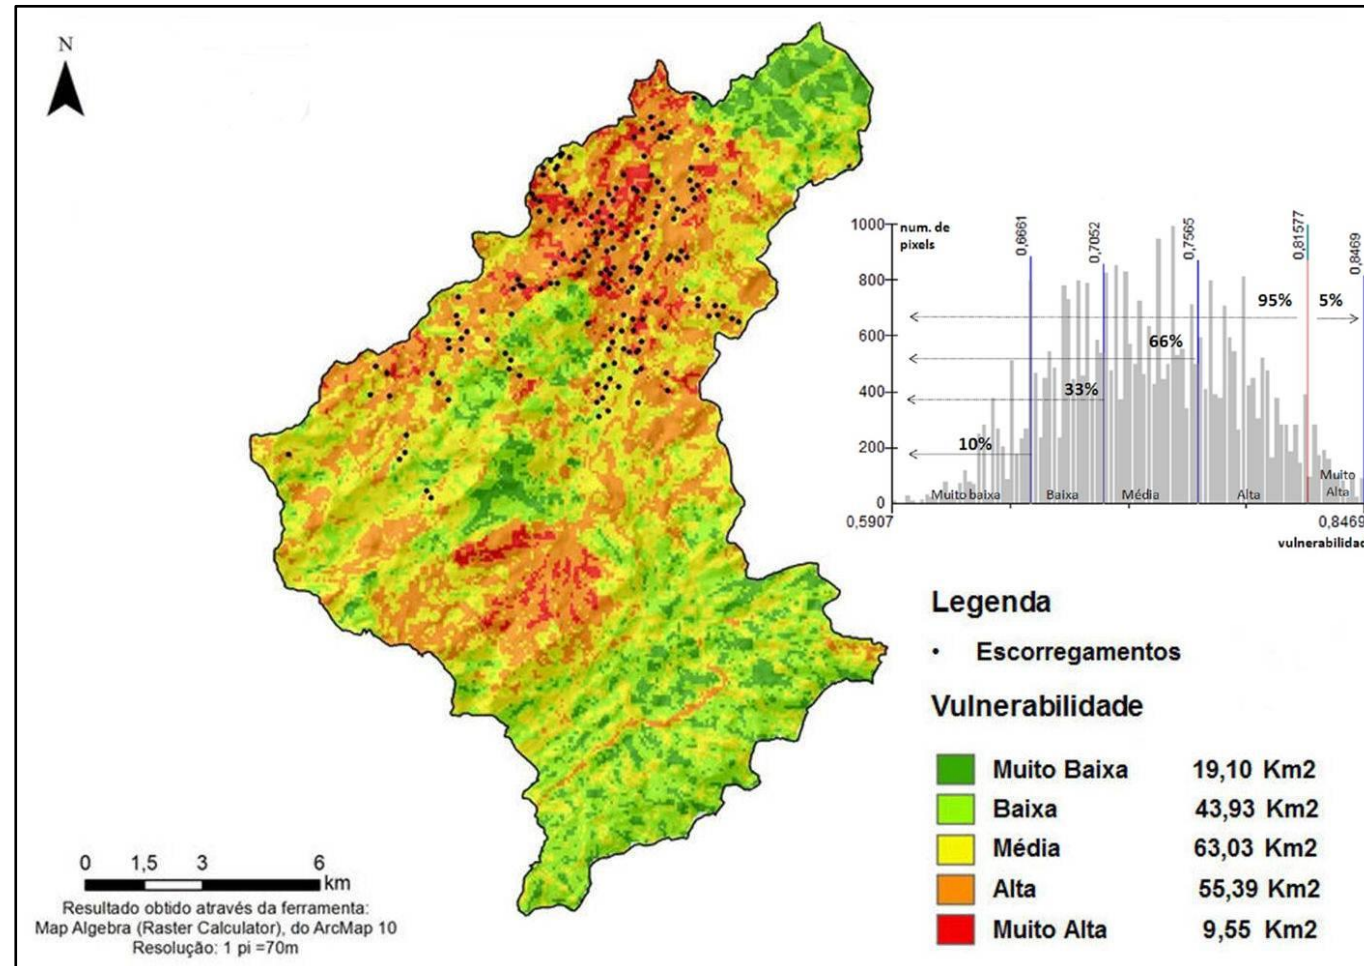 N
1000
num. de
pixels
800
600
400
200
0
0,6661
0,7052
0,7565
0,81577
0,8469
95%
5%
66%
33%
10%
Muito baixa
Baixa
Média
Alta
Muito
Alta
0,5907
0,8469
vulnerabilidad
Legenda
• Escorregamentos
Vulnerabilidade
Muito Baixa 19,10 Km2
Baixa 43,93 Km2
Média 63,03 Km2
Alta 55,39 Km2
Muito Alta 9,55 Km2
0 1,5 3 6
km
Resultado obtido através da ferramenta:
Map Algebra (Raster Calculator), do ArcMap 10
Resolução: 1 pi =70m